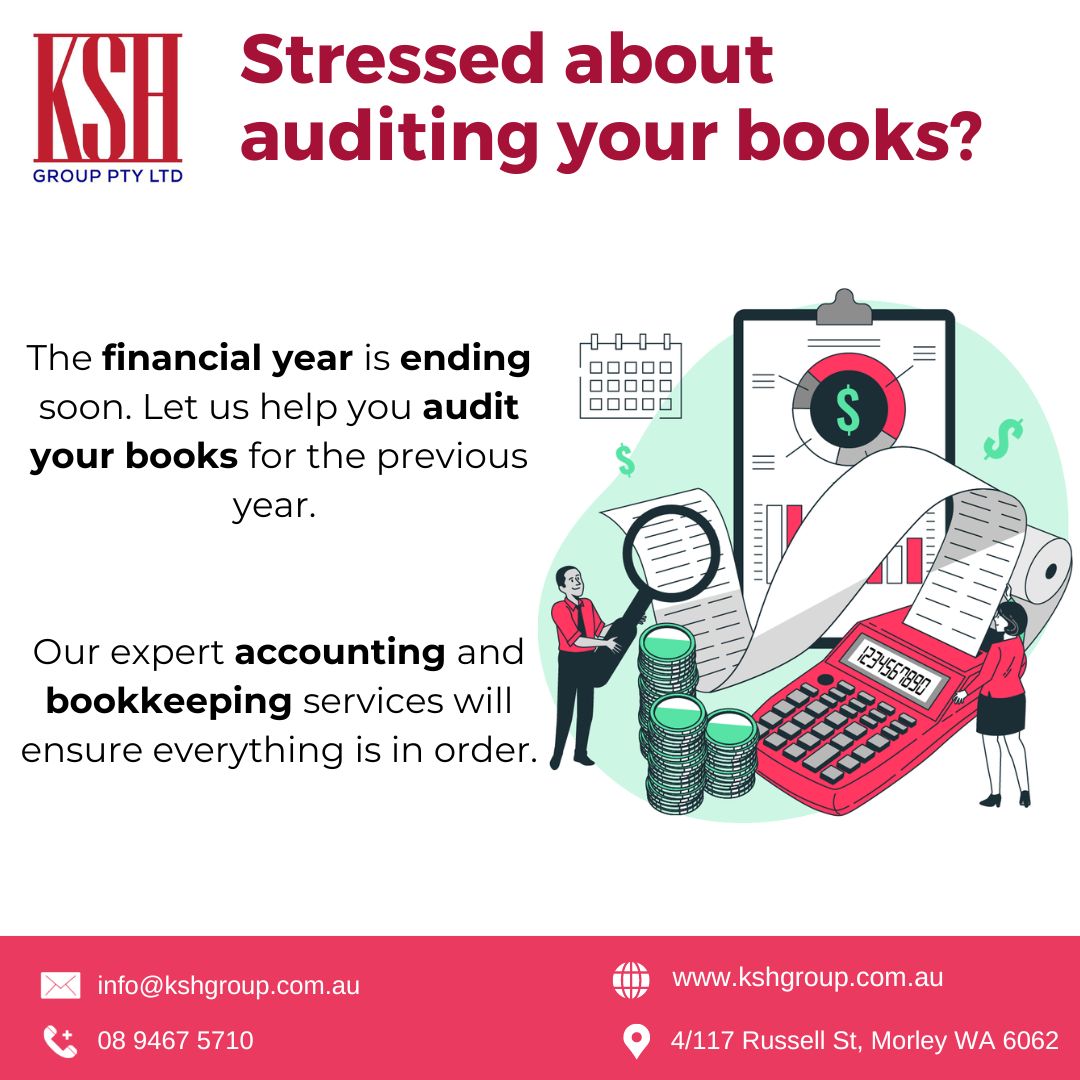 KSH
GROUP PTY LTD
Stressed about
auditing your books?
The financial year is ending
soon. Let us help you audit
your books for the previous
year.
Our expert accounting and
bookkeeping services will
ensure everything is in order.
$
$
$
1234567890
info@kshgroup.com.au
08 9467 5710
www.kshgroup.com.au
4/117 Russell St, Morley WA 6062